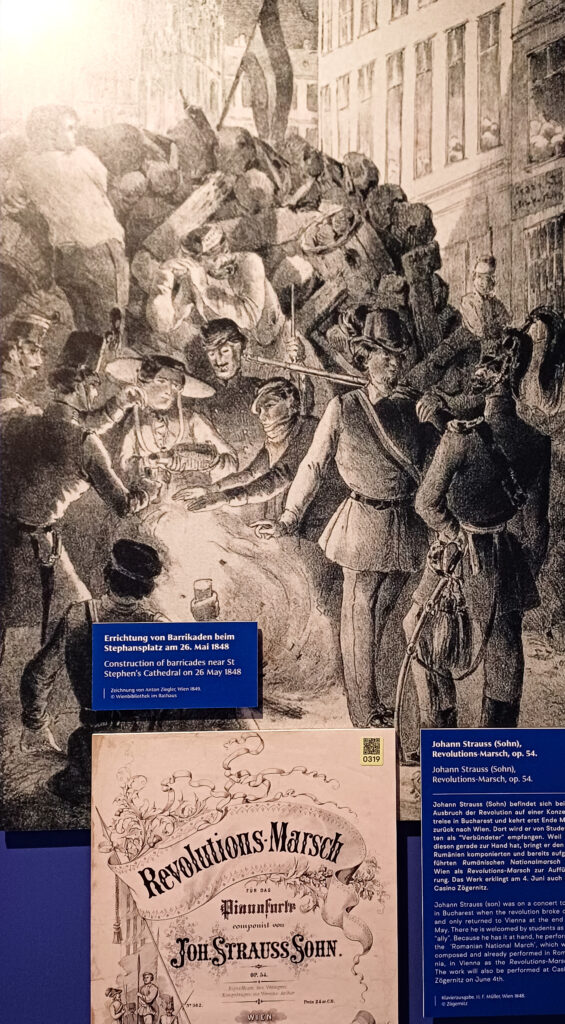 Errichtung von Barrikaden beim
Stephansplatz am 26. Mai 1848
Construction of barricades near St
Stephen's Cathedral on 26 May 1848
Zeichnung von Anton Ziegler, Wien 1849.
© Wienbibliothek im Rathaus
0319
Revolutions-Marsch
FÜR DAS
Pianoforte
componirt von
JOH. STRAUSS SOHN.
OP. 54.
WIEN
Johann Strauss (Sohn),
Revolutions-Marsch, op. 54.
Johann Strauss (Sohn),
Revolutions-Marsch, op. 54.
Johann Strauss (Sohn) befindet sich bei
Ausbruch der Revolution auf einer Konze
treise in Bucharest und kehrt erst Ende M
zurück nach Wien. Dort wird er von Stude
ten als "Verbündeter" empfangen. Weil
diesen gerade zur Hand hat, bringt er den
Rumänien komponierten und bereits aufg
führten Rumänischen Nationalmorsch
Wien als Revolutions-Marsch zur Auffü
rung. Das Werk erklingt am 4. Juni auch
Casino Zögernitz.
Johann Strauss (son) was on a concert to
in Bucharest when the revolution broke o
and only returned to Vienna at the end
May. There he is welcomed by students as
"ally". Because he has it at hand, he perform
the 'Romanian National March', which w
composed and already performed in Rom
nia, in Vienna as the Revolutions-Mars
The work will also be performed at Casi
Zögernitz on June 4th.
Klavierausgabe, H. F. Müller, Wien 1848.
© Zögernitz